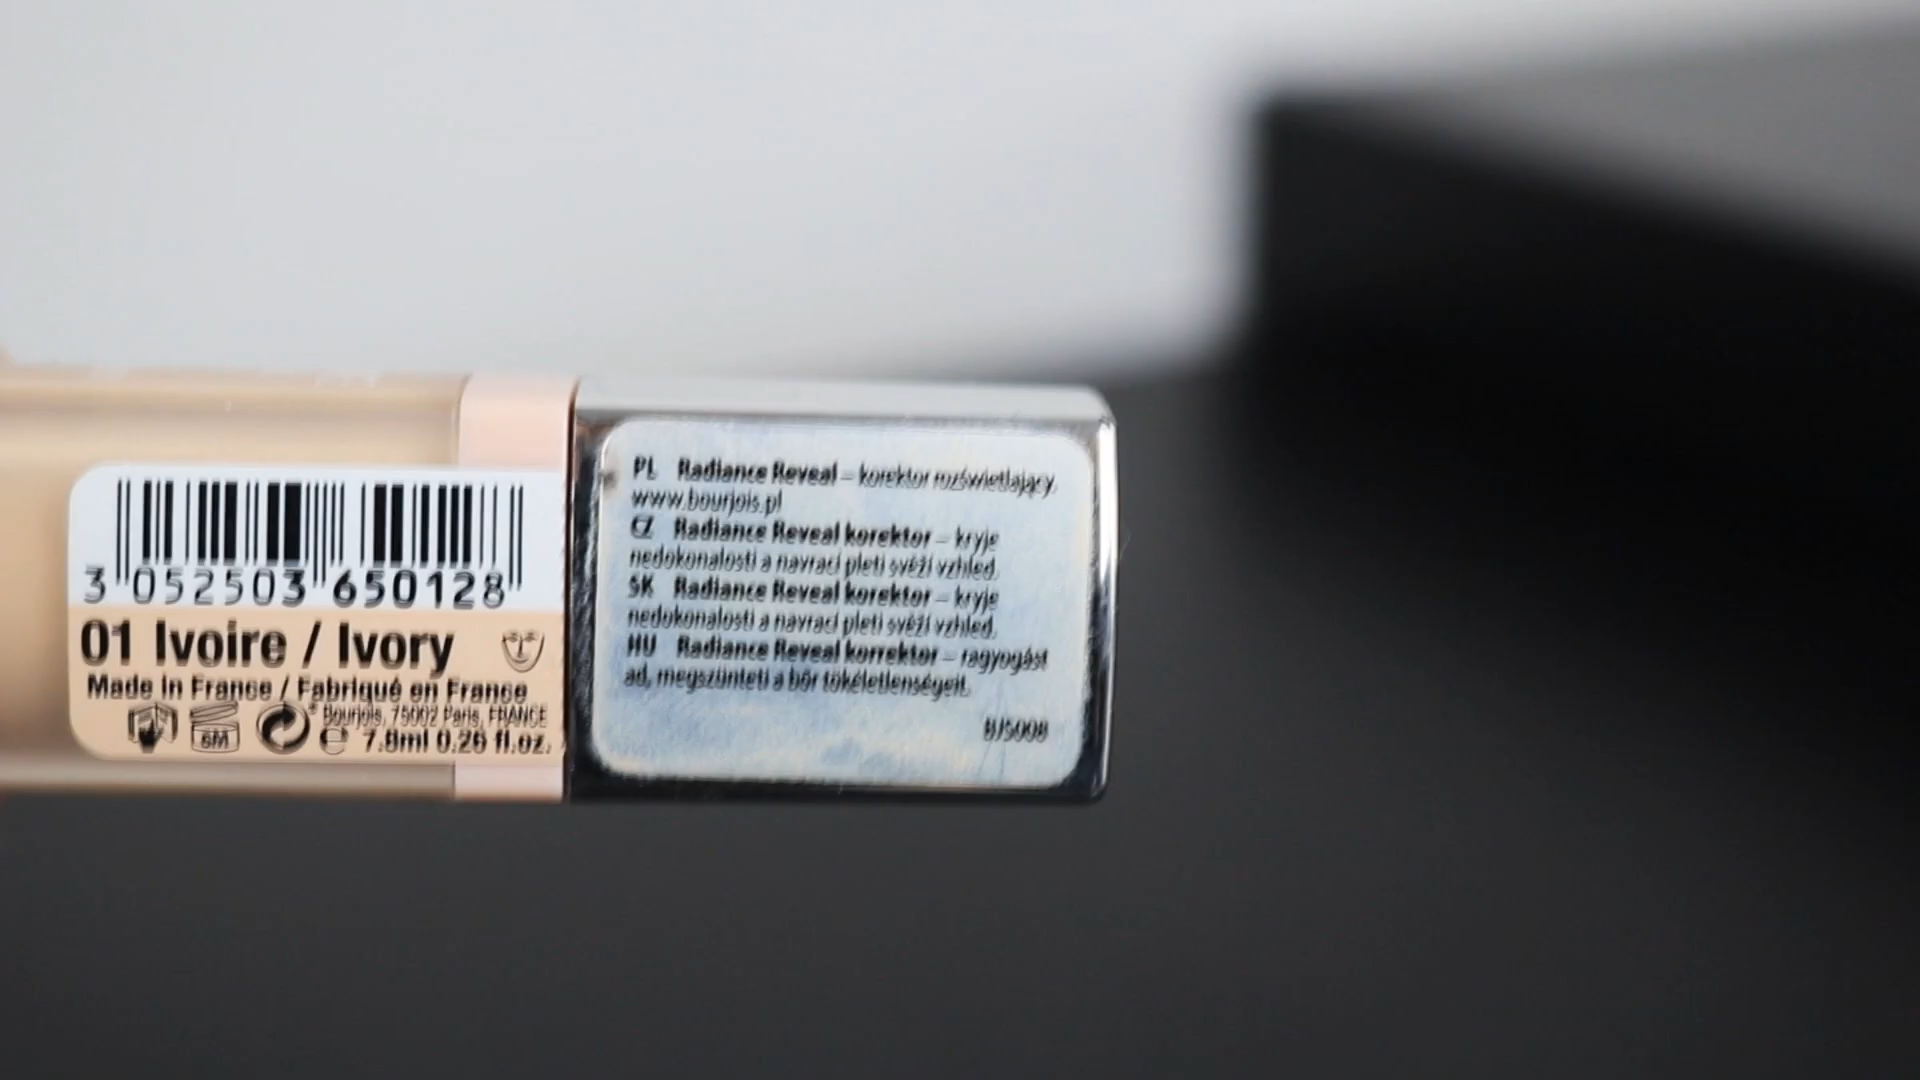 3 052503 650128
01 Ivoire / Ivory
Made in France / Fabriqué en France
Bourjois, 75002 Paris, FRANCE
6M
7.8ml 0.26 fl.oz.
PL Radiance Reveal – korektor rozświetlający.
www.bourjois.pl
CZ Radiance Reveal korektor – kryje
nedokonalosti a navrací pleti svěží vzhled.
SK Radiance Reveal korektor – kryje
nedokonalosti a navrací pleti svěží vzhled.
HU Radiance Reveal korrektor – ragyogást
ad, megszünteti a bőr tökéletlenségeit.
BJS008